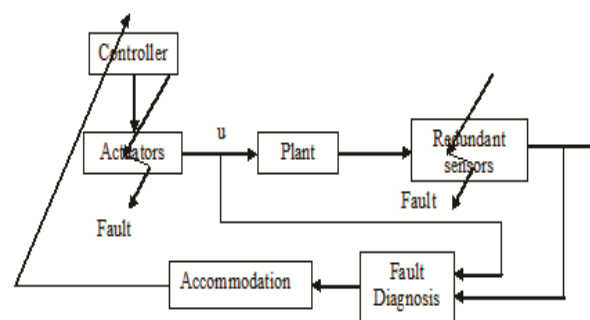 Controller
Actuators
u
Plant
Redundant
sensors
Fault
Fault
Accommodation
Fault
Diagnosis